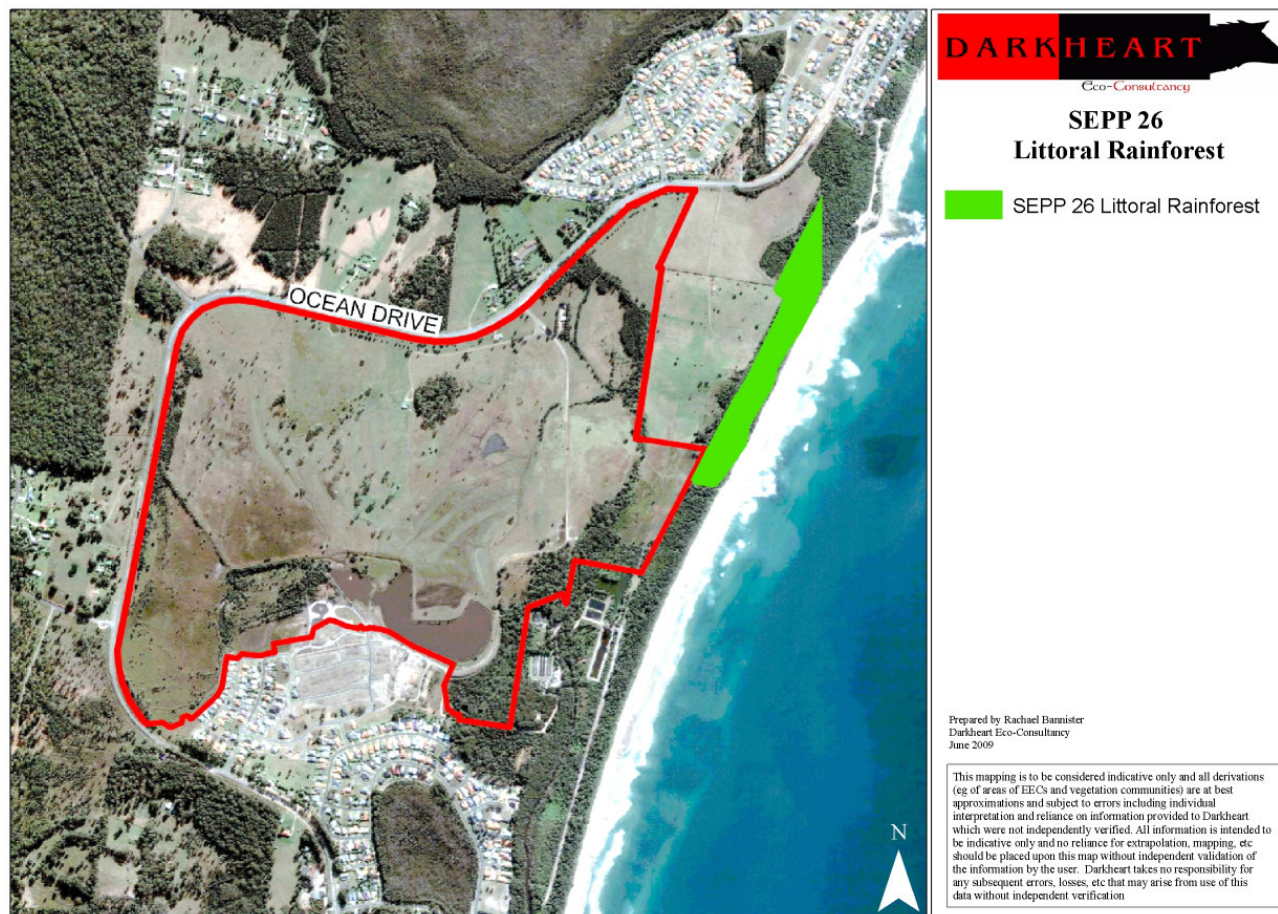 DARKHEART
Eco-Consultancy
SEPP 26
Littoral Rainforest
SEPP 26 Littoral Rainforest
OCEAN DRIVE
Prepared by Rachael Bannister
Darkheart Eco-Consultancy
June 2009
This mapping is to be considered indicative only and all derivations
(eg of areas of EECs and vegetation communities) are at best
approximations and subject to errors including individual
interpretation and reliance on information provided to Darkheart
which were not independently verified. All information is intended to
be indicative only and no reliance for extrapolation, mapping, etc
should be placed upon this map without independent validation of
the information by the user. Darkheart takes no responsibility for
any subsequent errors, losses, etc that may arise from use of this
data without independent verification
N